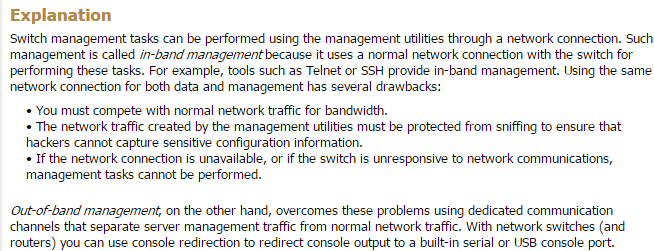 Explanation
Switch management tasks can be performed using the management utilities through a network connection. Such
management is called in-band management because it uses a normal network connection with the switch for
performing these tasks. For example, tools such as Telnet or SSH provide in-band management. Using the same
network connection for both data and management has several drawbacks:
• You must compete with normal network traffic for bandwidth.
• The network traffic created by the management utilities must be protected from sniffing to ensure that
hackers cannot capture sensitive configuration information.
• If the network connection is unavailable, or if the switch is unresponsive to network communications,
management tasks cannot be performed.
Out-of-band management, on the other hand, overcomes these problems using dedicated communication
channels that separate server management traffic from normal network traffic. With network switches (and
routers) you can use console redirection to redirect console output to a built-in serial or USB console port.